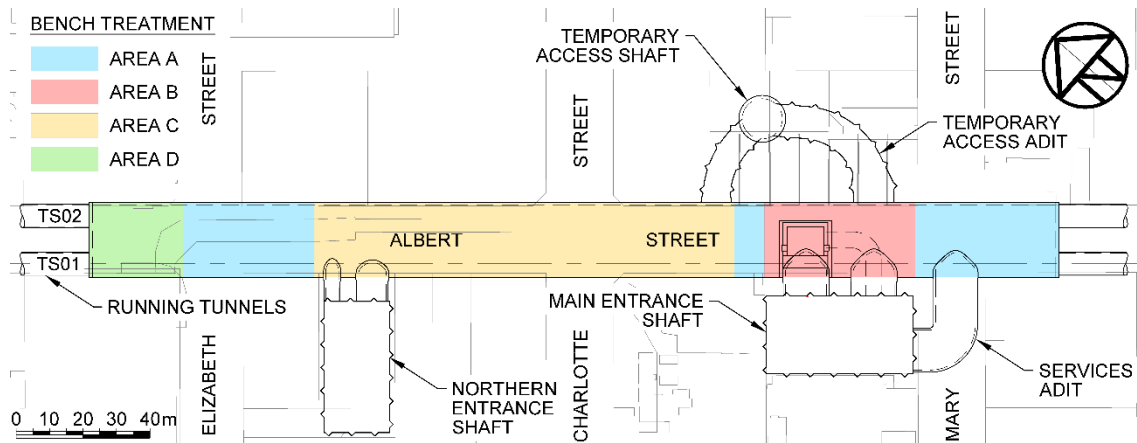 BENCH TREATMENT
AREA A
AREA B
AREA C
AREA D
STREET
STREET
STREET
TEMPORARY
ACCESS SHAFT
TEMPORARY
ACCESS ADIT
TS02
TS01
ALBERT
STREET
RUNNING TUNNELS
MAIN ENTRANCE
SHAFT
NORTHERN
ENTRANCE
SHAFT
SERVICES
ADIT
ELIZABETH
CHARLOTTE
MARY
0 10 20 30 40m